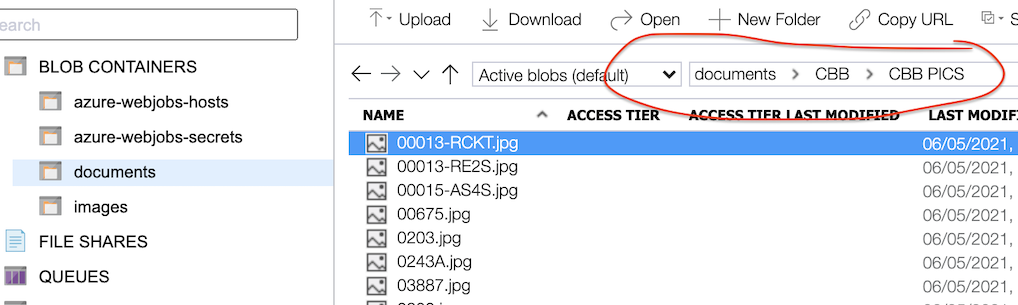 earch
BLOB CONTAINERS
azure-webjobs-hosts
azure-webjobs-secrets
documents
images
FILE SHARES
QUEUES
Upload Download Open New Folder Copy URL S
Active blobs (default) documents CBB CBB PICS
NAME ACCESS TIER ACCESS TIER LAST MODIFIED LAST MODIFI
00013-RCKT.jpg 06/05/2021,
00013-RE2S.jpg 06/05/2021,
00015-AS4S.jpg 06/05/2021,
00675.jpg 06/05/2021,
0203.jpg 06/05/2021,
0243A.jpg 06/05/2021,
03887.jpg 06/05/2021,